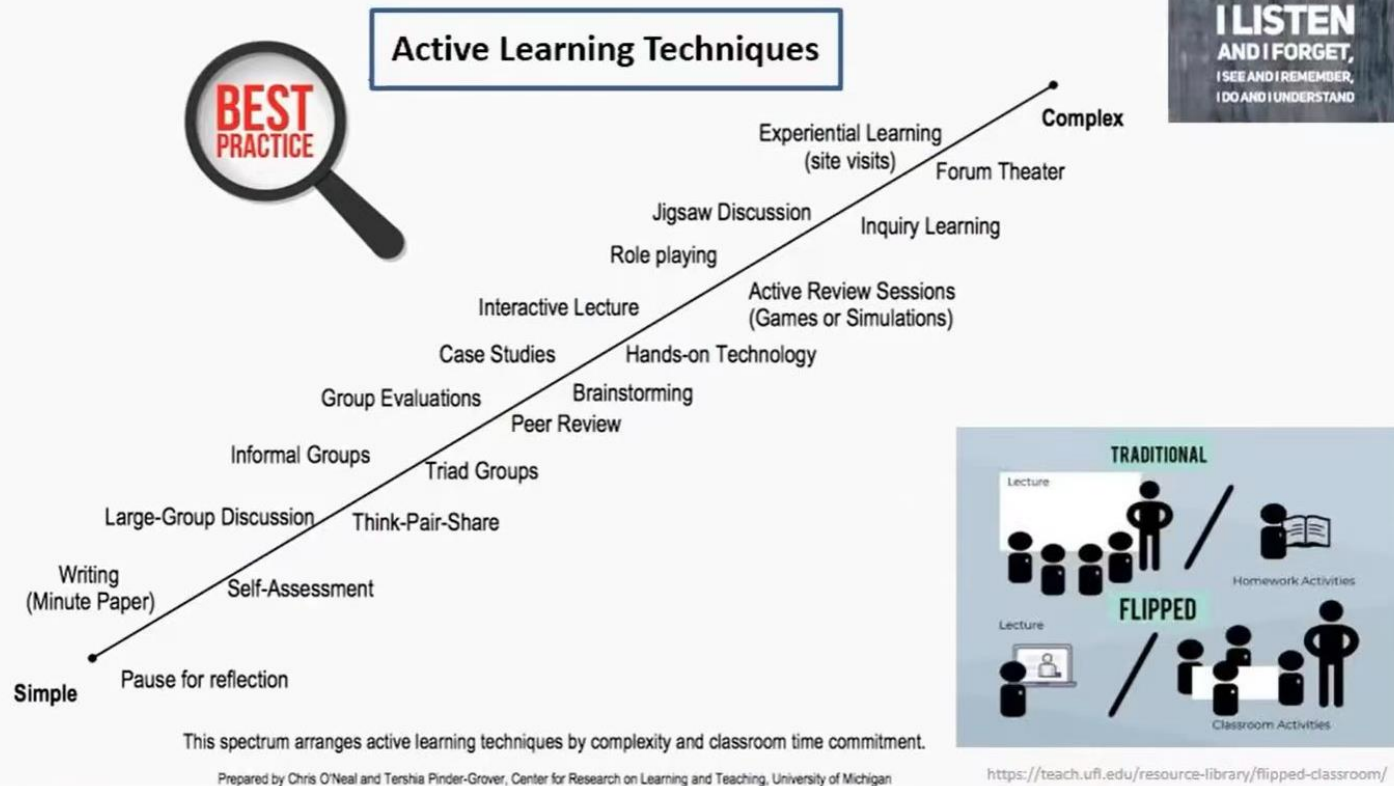 Active Learning Techniques
BEST
PRACTICE
I LISTEN
AND I FORGET,
I SEE AND I REMEMBER,
I DO AND I UNDERSTAND
Complex
Experiential Learning
(site visits)
Forum Theater
Jigsaw Discussion
Inquiry Learning
Role playing
Active Review Sessions
(Games or Simulations)
Interactive Lecture
Case Studies
Hands-on Technology
Group Evaluations
Brainstorming
Peer Review
Informal Groups
Triad Groups
Large-Group Discussion
Think-Pair-Share
Writing
(Minute Paper)
Self-Assessment
Pause for reflection
Simple
TRADITIONAL
Lecture
Homework Activities
FLIPPED
Lecture
Classroom Activities
This spectrum arranges active learning techniques by complexity and classroom time commitment.
Prepared by Chris O'Neal and Tershia Pinder-Grover, Center for Research on Learning and Teaching, University of Michigan
https://teach.ufl.edu/resource-library/flipped-classroom/